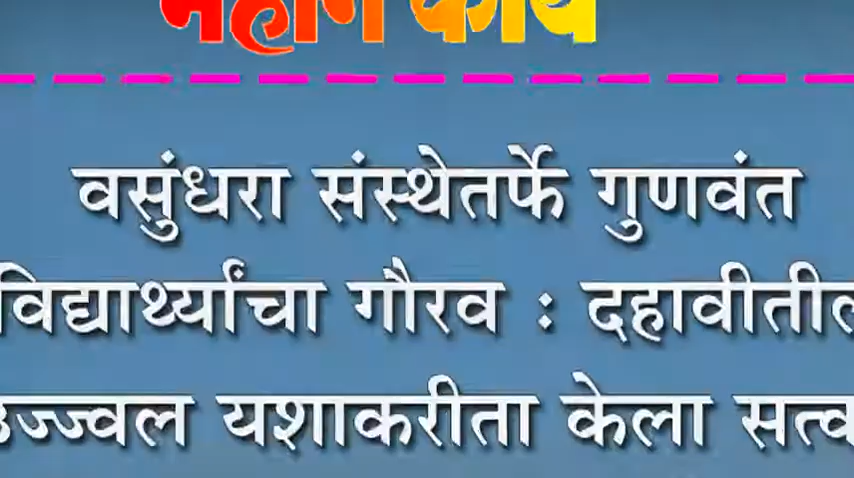 वसुंधरा संस्थेतर्फे गुणवंत
विद्यार्थ्यांचा गौरव : दहावीतील
उज्ज्वल यशाकरीता केला